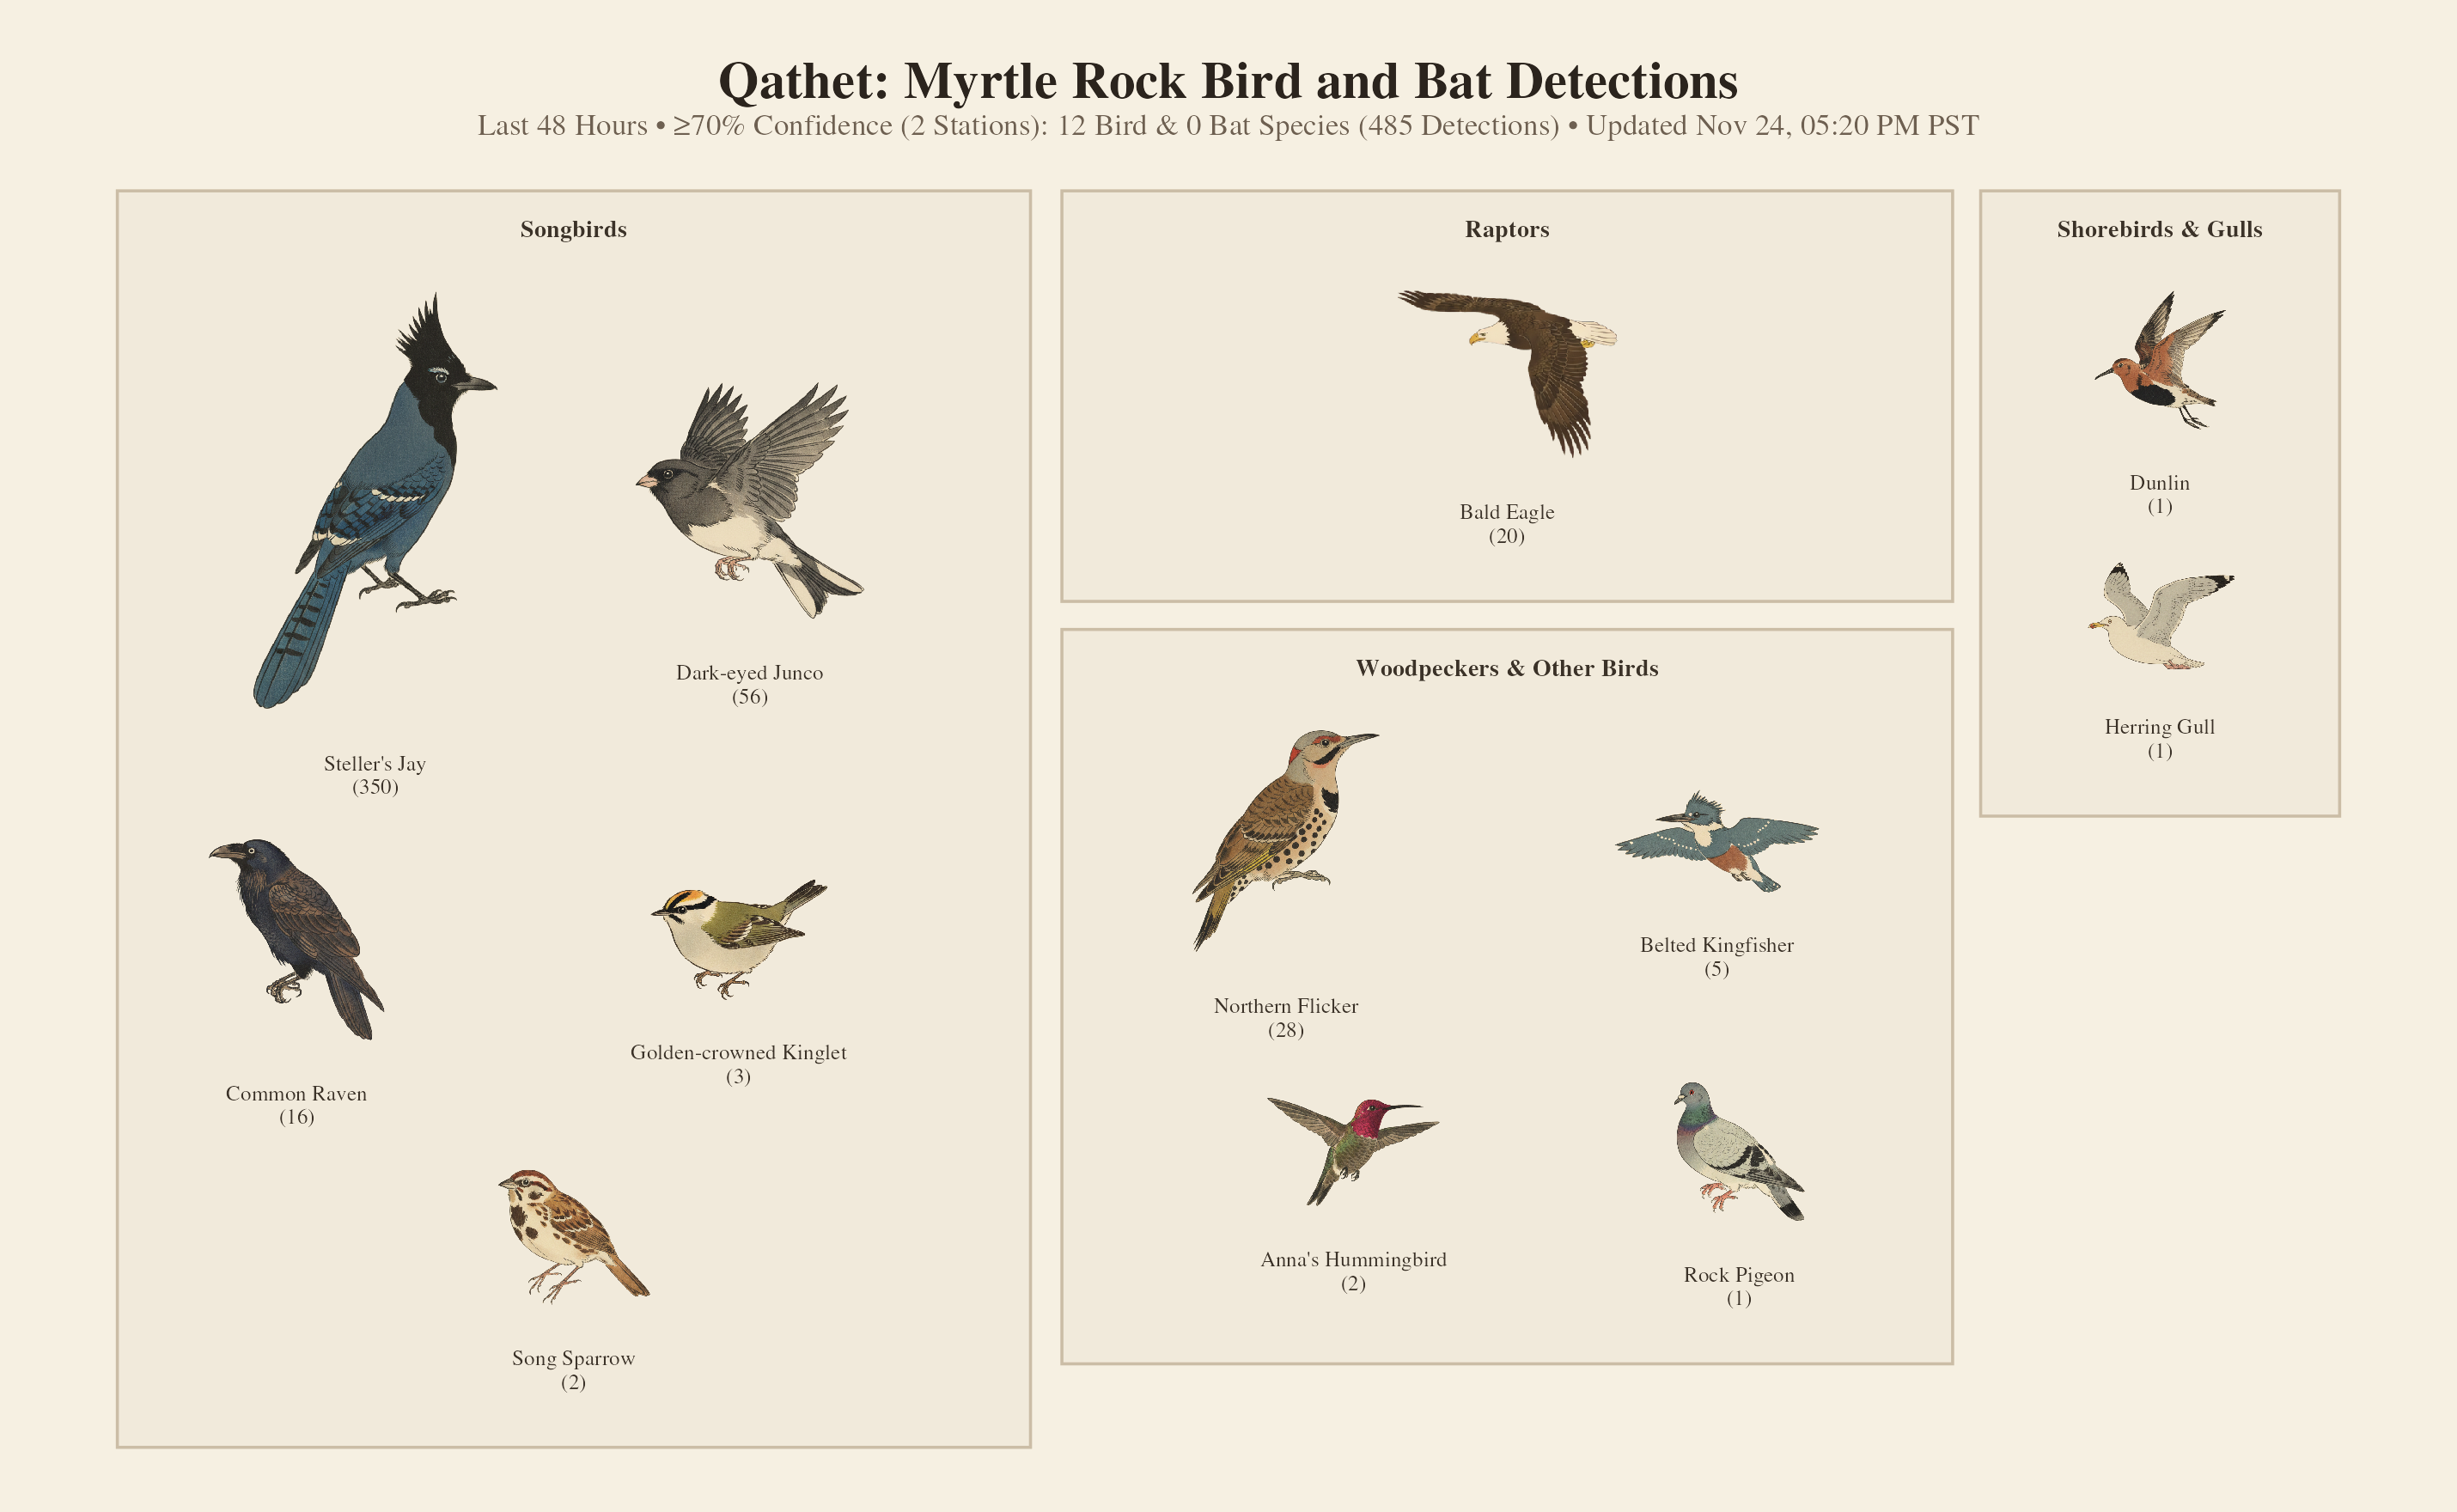 Qathet: Myrtle Rock Bird and Bat Detections
Last 48 Hours • ≥70% Confidence (2 Stations): 12 Bird & 0 Bat Species (485 Detections) • Updated Nov 24, 05:20 PM PST
Songbirds
Steller's Jay
(350)
Dark-eyed Junco
(56)
Common Raven
(16)
Golden-crowned Kinglet
(3)
Song Sparrow
(2)
Raptors
Bald Eagle
(20)
Woodpeckers & Other Birds
Northern Flicker
(28)
Belted Kingfisher
(5)
Anna's Hummingbird
(2)
Rock Pigeon
(1)
Shorebirds & Gulls
Dunlin
(1)
Herring Gull
(1)